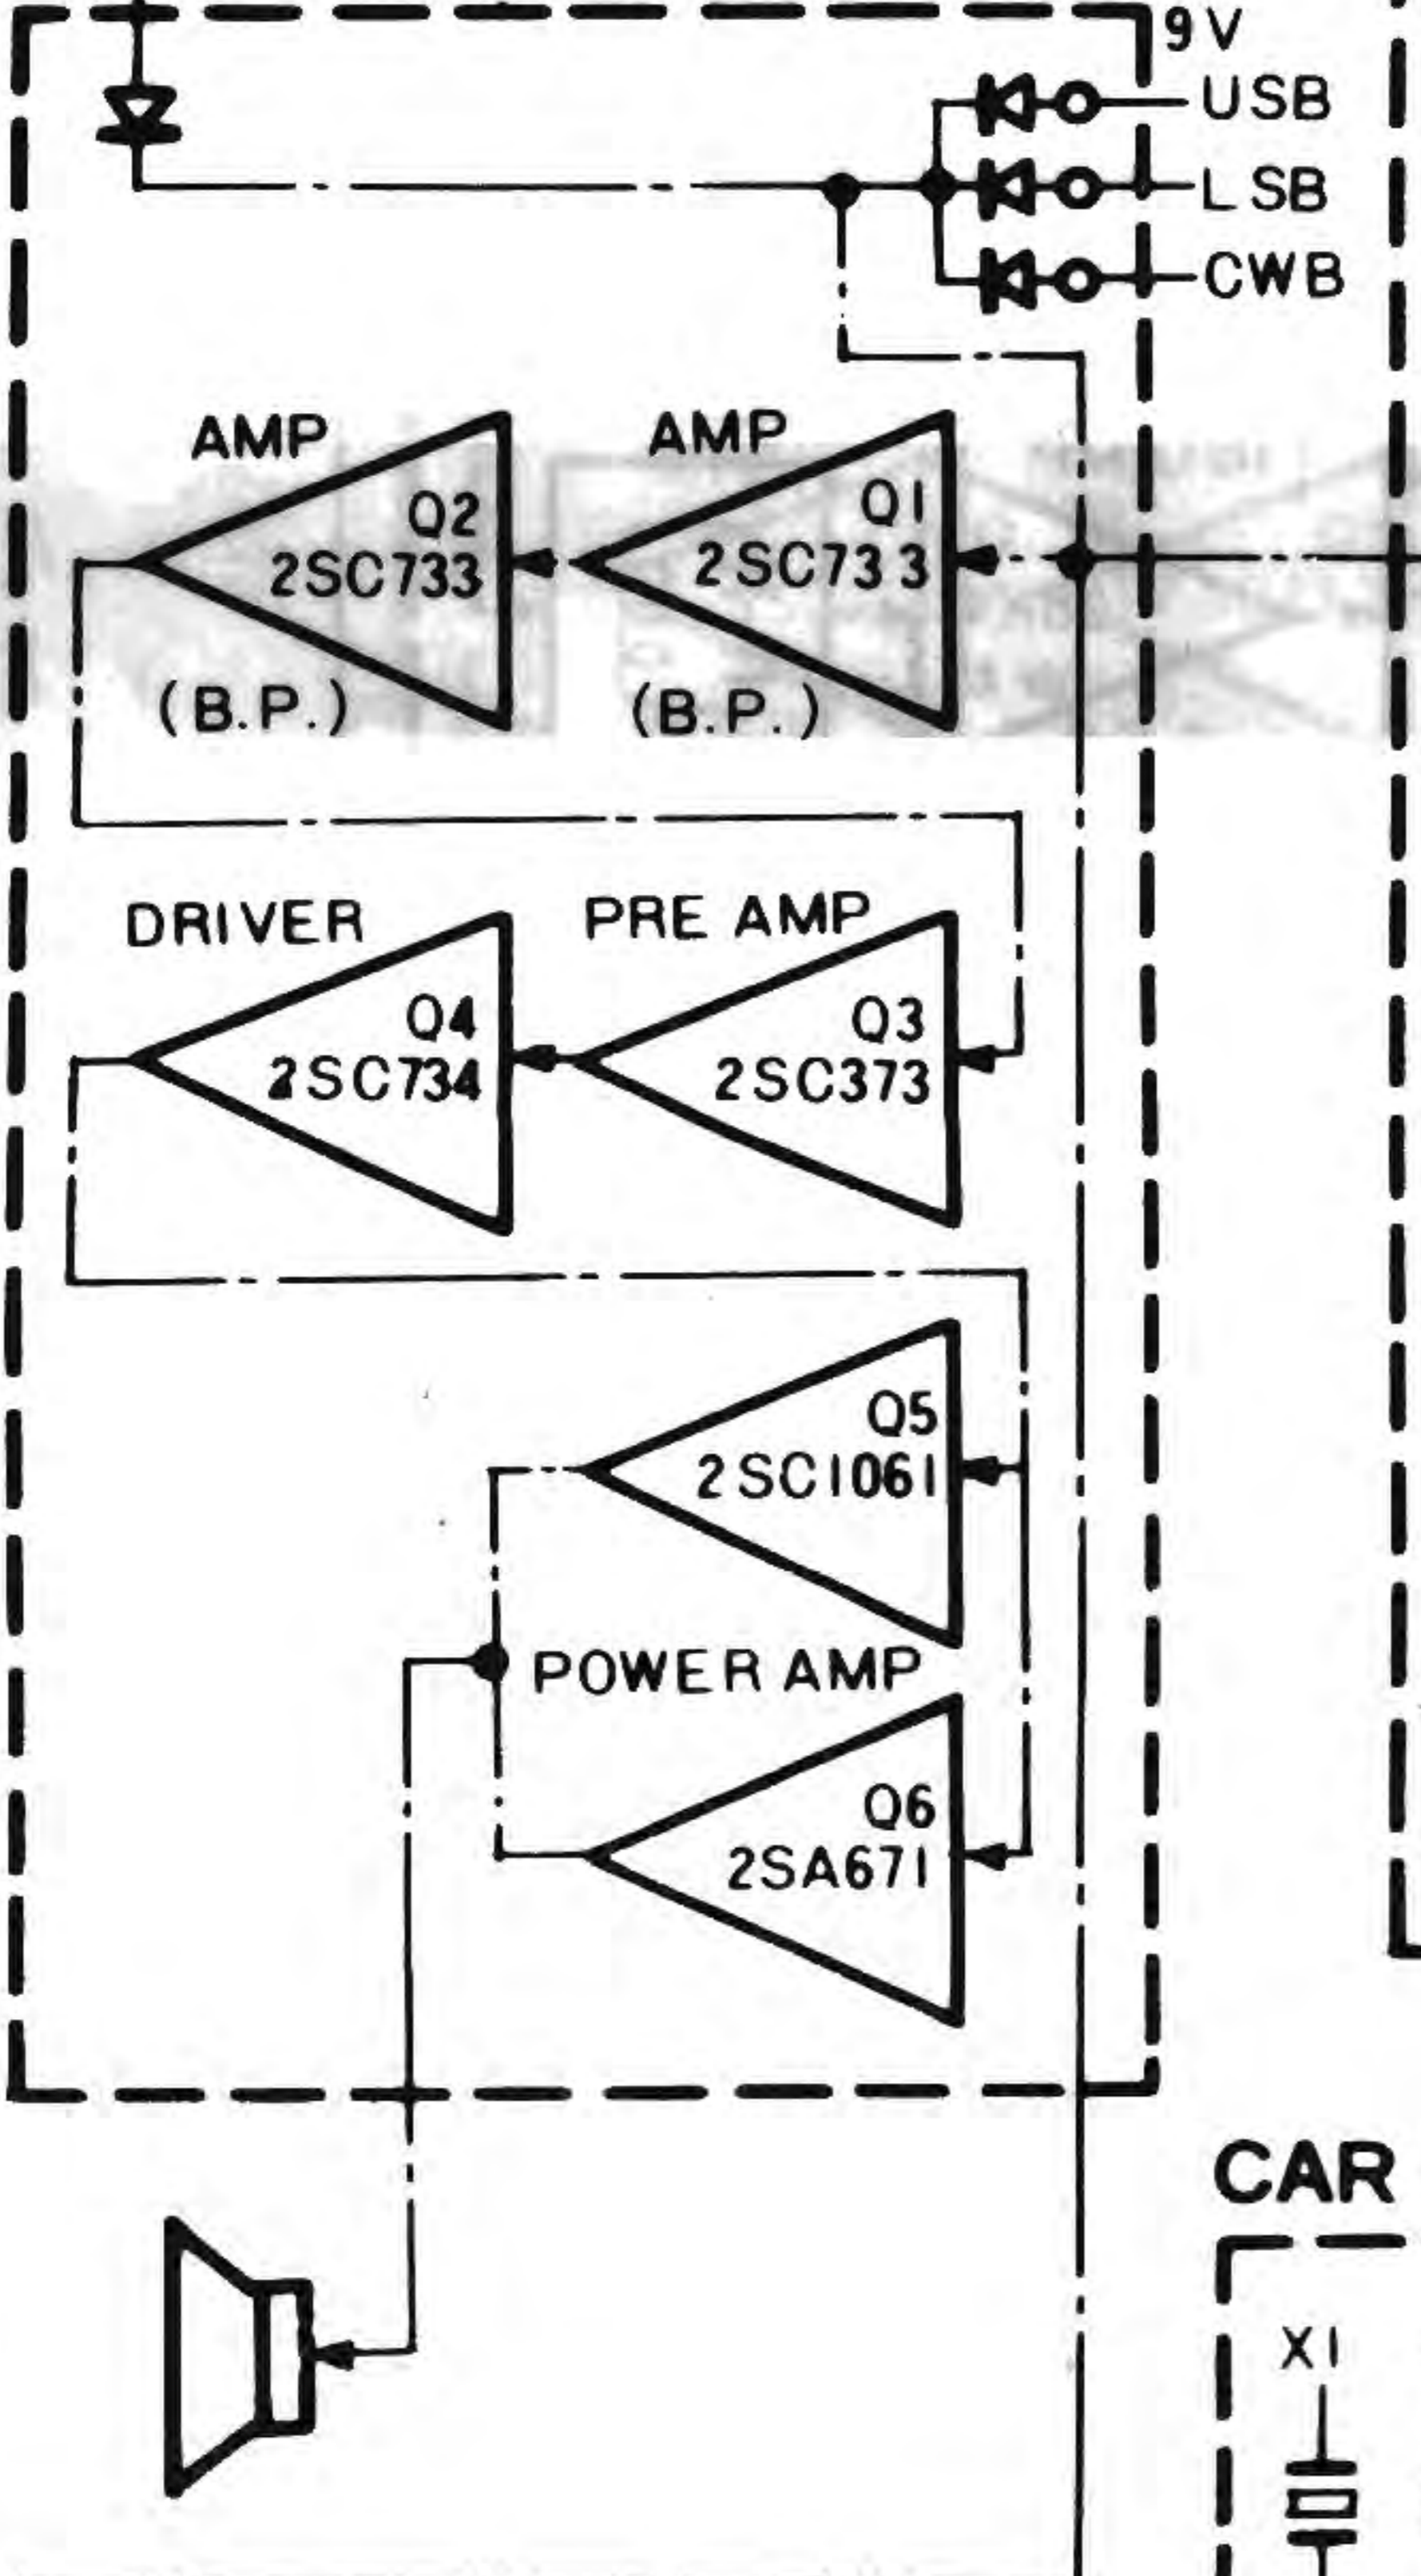 9V
USB
LSB
CWB
AMP
AMP
Q2
2SC733
Q1
2SC733
(B.P.)
(B.P.)
DRIVER
PRE AMP
Q4
2SC734
Q3
2SC373
Q5
2SC1061
POWER AMP
Q6
2SA671
CAR
X1